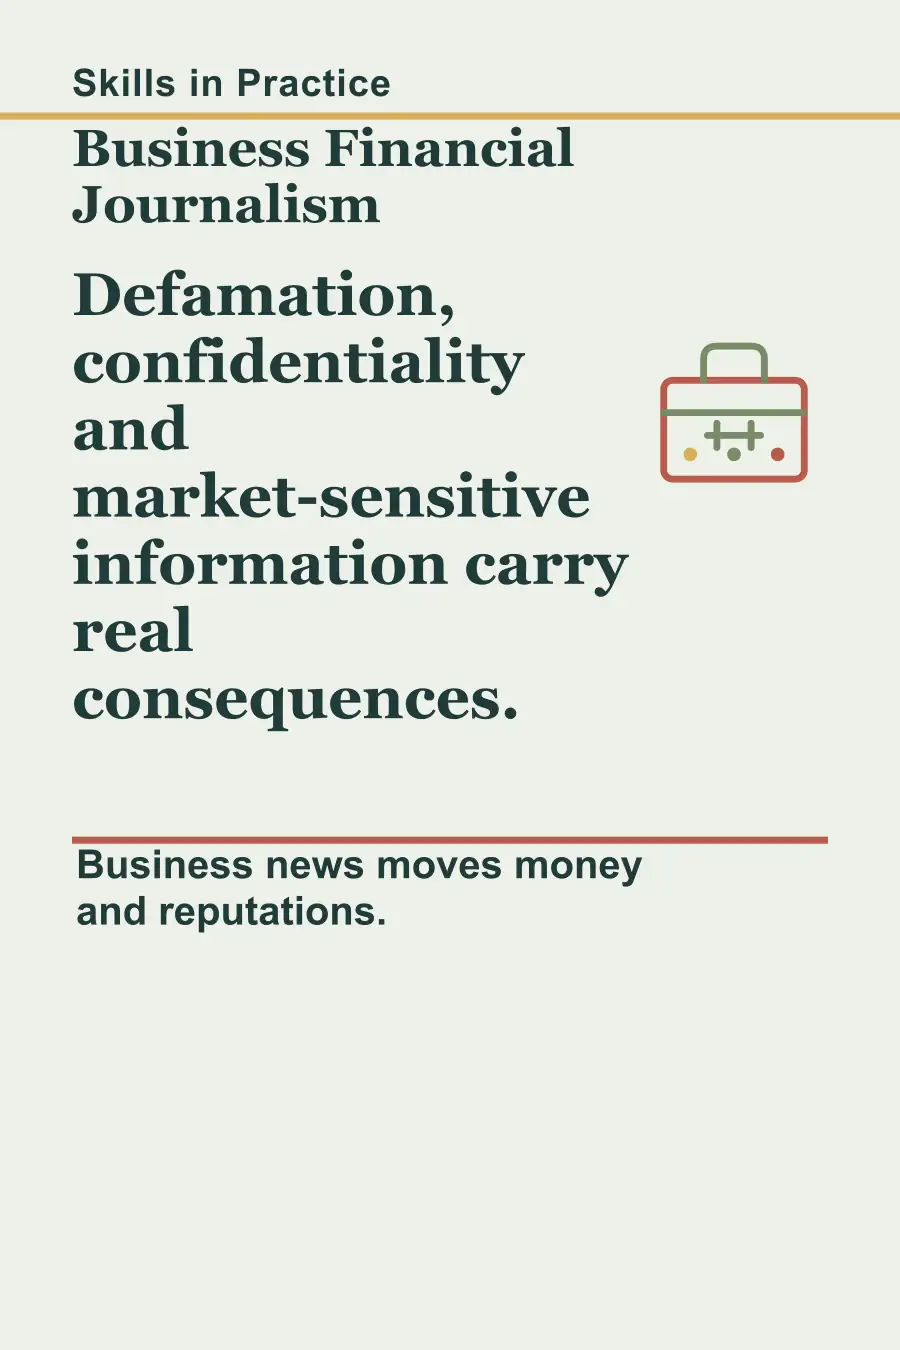 Skills in Practice
Business Financial
Journalism
Defamation,
confidentiality
and
market-sensitive
information carry
real
consequences.
Business news moves money
and reputations.